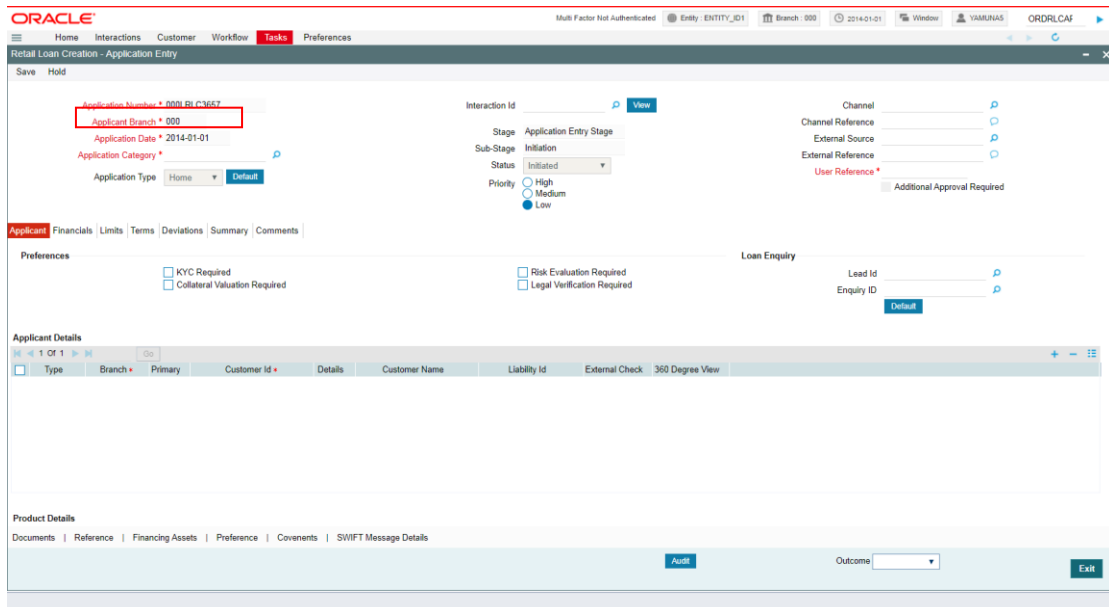 ORACLE
Multi Factor Not Authenticated Entity : ENTITY_ID1 Branch : 000 2014-01-01 Window YAMUNAS ORDRLCAF
Home Interactions Customer Workflow Tasks Preferences
Retail Loan Creation - Application Entry
Save Hold
Application Number * 000LRLC3657
Applicant Branch * 000
Application Date * 2014-01-01
Application Category *
Application Type Home Default
Interaction Id View
Stage Application Entry Stage
Sub-Stage Initiation
Status Initiated
Priority High
Medium
Low
Channel
Channel Reference
External Source
External Reference
User Reference *
Additional Approval Required
Applicant Financials Limits Terms Deviations Summary Comments
Preferences
KYC Required
Collateral Valuation Required
Risk Evaluation Required
Legal Verification Required
Loan Enquiry
Lead Id
Enquiry ID
Default
Applicant Details
1 Of 1 Go
Type Branch * Primary Customer Id * Details Customer Name Liability Id External Check 360 Degree View
Product Details
Documents | Reference | Financing Assets | Preference | Covenents | SWIFT Message Details
Audit Outcome
Exit